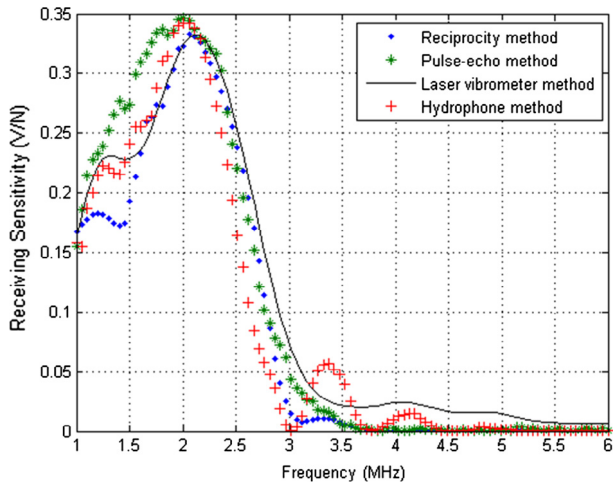 0.35
0.3
0.25
0.2
0.15
0.1
0.05
0
Receiving Sensitivity (V/N)
Reciprocity method
Pulse-echo method
Laser vibrometer method
Hydrophone method
1 1.5 2 2.5 3 3.5 4 4.5 5 5.5 6
Frequency (MHz)